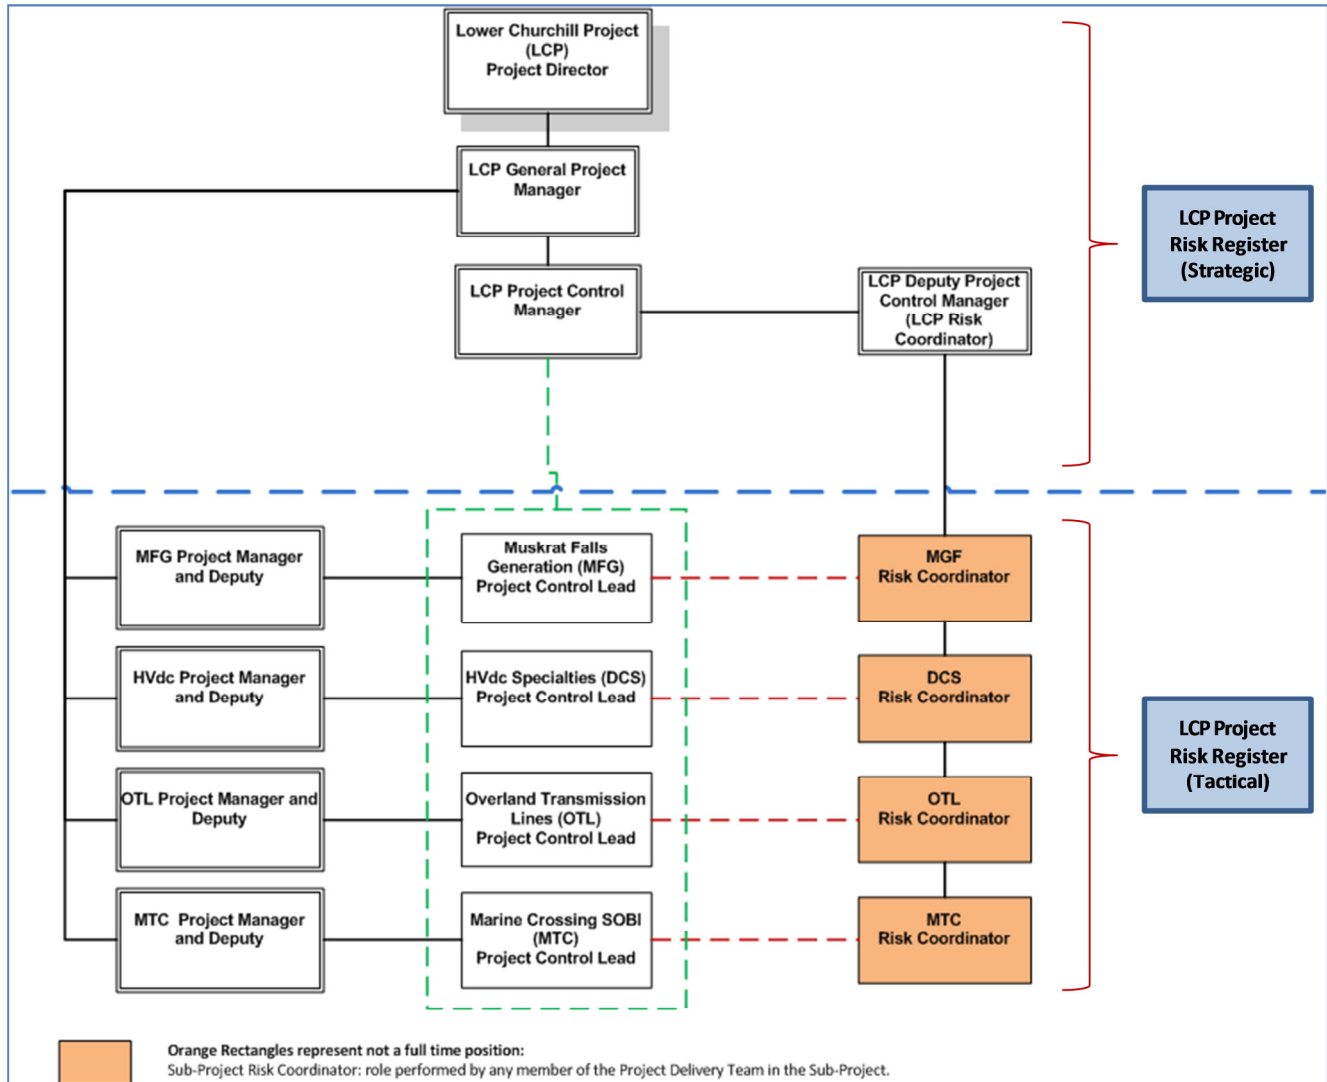 Lower Churchill Project
(LCP)
Project Director
LCP General Project
Manager
LCP Project Control
Manager
LCP Deputy Project
Control Manager
(LCP Risk
Coordinator)
LCP Project
Risk Register
(Strategic)
MFG Project Manager
and Deputy
Muskrat Falls
Generation (MFG)
Project Control Lead
MGF
Risk Coordinator
HVdc Project Manager
and Deputy
HVdc Specialties (DCS)
Project Control Lead
DCS
Risk Coordinator
LCP Project
Risk Register
(Tactical)
OTL Project Manager and
Deputy
Overland Transmission
Lines (OTL)
Project Control Lead
OTL
Risk Coordinator
MTC Project Manager
and Deputy
Marine Crossing SOBI
(MTC)
Project Control Lead
MTC
Risk Coordinator
Orange Rectangles represent not a full time position:
Sub-Project Risk Coordinator: role performed by any member of the Project Delivery Team in the Sub-Project.